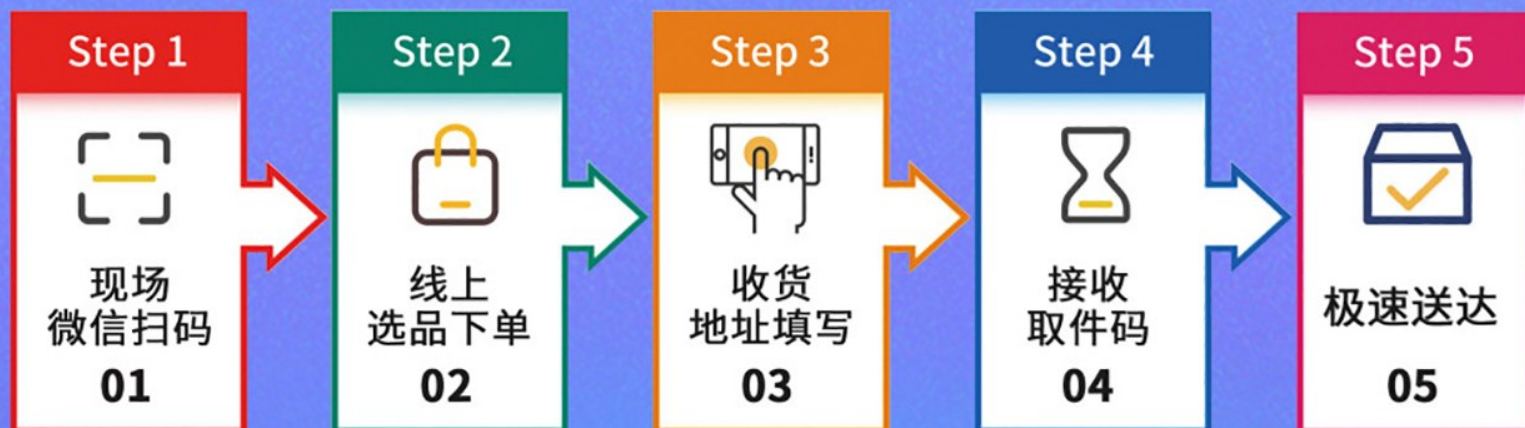 Step 1
现场
微信扫码
01
Step 2
线上
选品下单
02
Step 3
收货
地址填写
03
Step 4
接收
取件码
04
Step 5
极速送达
05